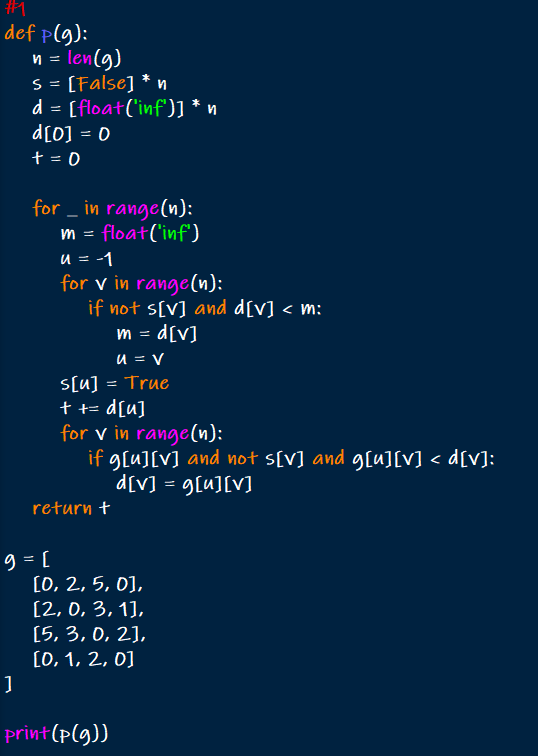 #1
def p(g):
    n = len(g)
    s = [False] * n
    d = [float('inf')] * n
    d[0] = 0
    t = 0

    for _ in range(n):
        m = float('inf')
        u = -1
        for v in range(n):
            if not s[v] and d[v] < m:
                m = d[v]
                u = v
        s[u] = True
        t += d[u]
        for v in range(n):
            if g[u][v] and not s[v] and g[u][v] < d[v]:
                d[v] = g[u][v]
    return t

g = [
    [0, 2, 5, 0],
    [2, 0, 3, 1],
    [5, 3, 0, 2],
    [0, 1, 2, 0]
]

print(p(g))